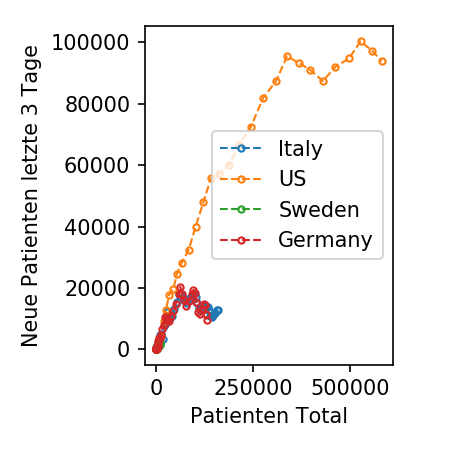 Neue Patienten letzte 3 Tage
100000
80000
60000
40000
20000
0
Italy
US
Sweden
Germany
0 250000 500000
Patienten Total